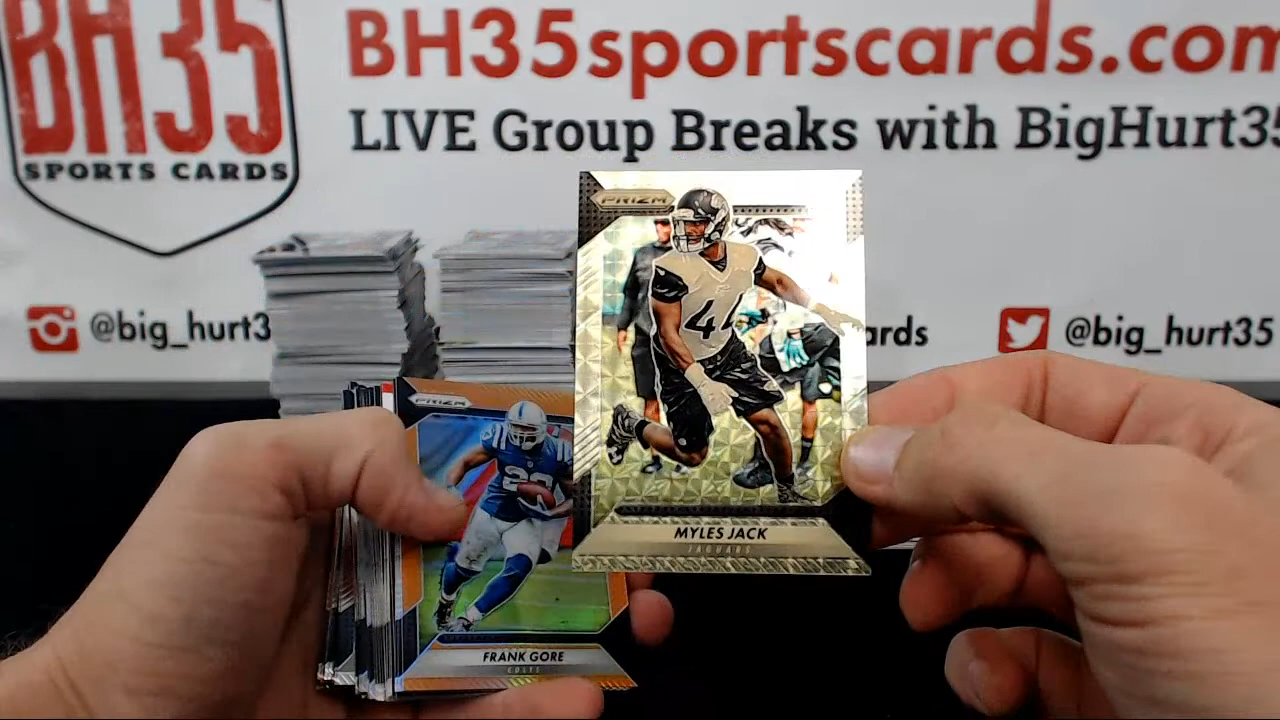 BH35
SPORTS CARDS
BH35sportscards.com
LIVE Group Breaks with BigHurt35
@big_hurt3
ards
@big_hurt35
PRIZM
44
MYLES JACK
JAGUARS
PRIZM
FRANK GORE
COLTS